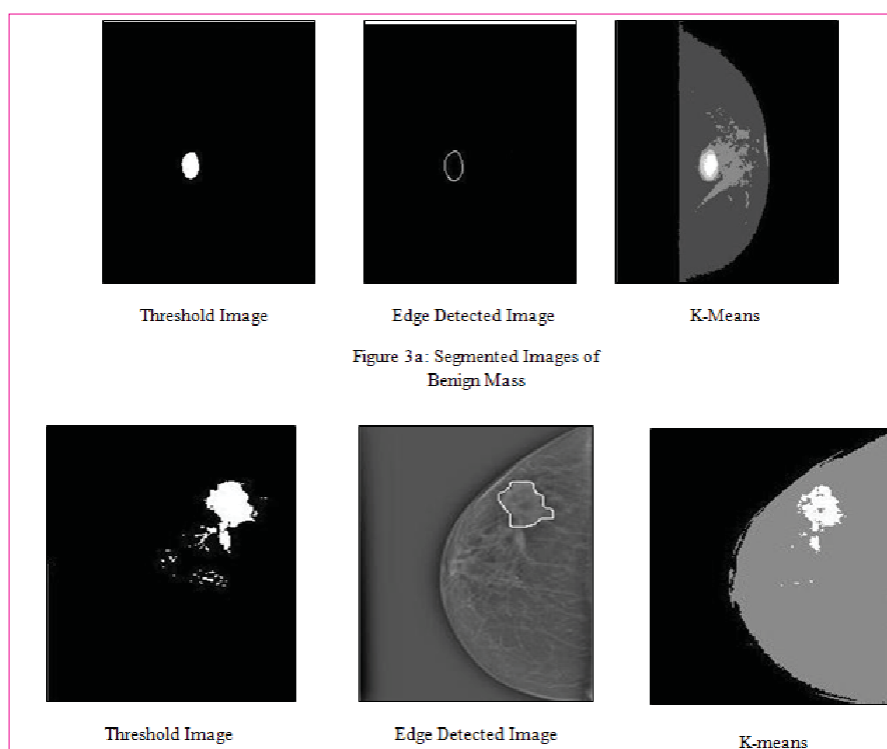 Threshold Image
Edge Detected Image
K-Means
Figure 3a: Segmented Images of
Benign Mass
Threshold Image
Edge Detected Image
K-means